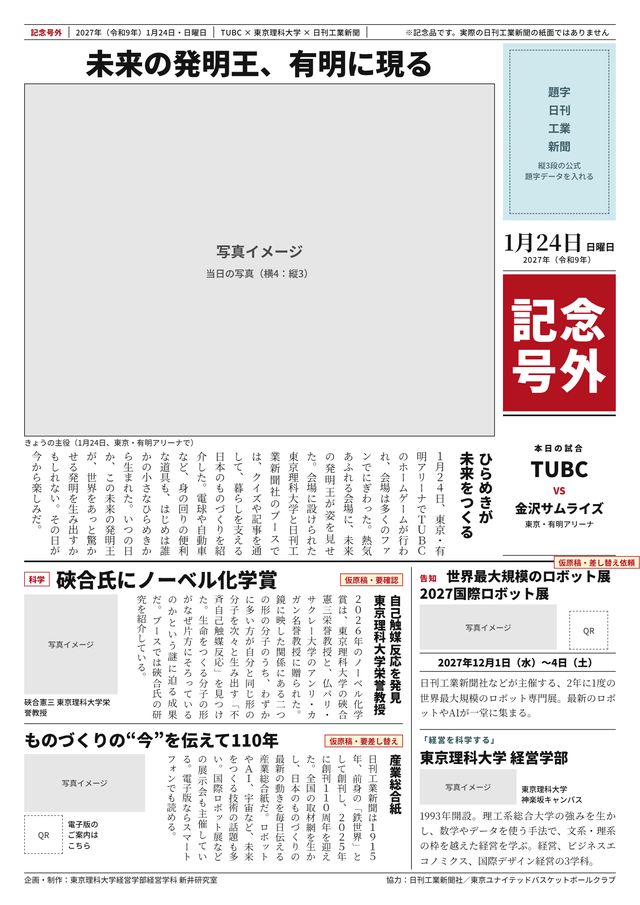 記念号外 2027年（令和9年）1月24日・日曜日 TUBC × 東京理科大学 × 日刊工業新聞 ※記念品です。実際の日刊工業新聞の紙面ではありません
未来の発明王、有明に現る
題字
日刊
工業
新聞
縦3段の公式
題字データを入れる
写真イメージ
当日の写真（横4：縦3）
1月24日 日曜日
2027年（令和9年）
記念
号外
きょうの主役（1月24日、東京・有明アリーナで）
ひらめきが
未来をつくる
1月24日、東京・有
明アリーナでTUBC
のホームゲームが行わ
れ、会場は多くのファ
ンでにぎわった。熱気
あふれる会場に、未来
の発明王が姿を見せ
た。会場に設けられた
東京理科大学と日刊工
業新聞社のブースで
は、クイズや記事を通
して、暮らしを支える
日本のものづくりを紹
介した。電球や自動車
など、身の回りの便利
な道具も、はじめは誰
かの小さなひらめきか
ら生まれた。いつの日
か、この未来の発明王
が、世界をあっと驚か
せる発明を生み出すか
もしれない。その日が
今から楽しみだ。
本日の試合
TUBC
VS
金沢サムライズ
東京・有明アリーナ
科学 硤合氏にノーベル化学賞 仮原稿・要確認
写真イメージ
硤合憲三 東京理科大学栄
誉教授
自己触媒反応を発見
東京理科大学栄誉教授
2026年のノーベル化学
賞は、東京理科大学の硤合
憲三栄誉教授と、仏パリ・
サクレー大学のアンリ・カ
ガン名誉教授に贈られた。
鏡に映した関係にある二つ
の形の分子のうち、わずか
に多い方が自分と同じ形の
分子を次々と生み出す「不
斉自己触媒反応」を見つけ
た。生命をつくる分子の形
がなぜ片方にそろっている
のかという謎に迫る成果
だ。ブースでは硤合氏の研
究を紹介している。
ものづくりの“今”を伝えて110年 仮原稿・要差し替え
写真イメージ
QR
電子版の
ご案内は
こちら
産業総合紙
日刊工業新聞は1915
年、前身の「鉄世界」と
して創刊し、2025年
に創刊110周年を迎え
た。全国の取材網を生か
し、日本のものづくりの
最新の動きを毎日伝える
産業総合紙だ。ロボット
やAI、宇宙など、未来
をつくる技術の話題も多
い。国際ロボット展など
の展示会も主催してい
る。電子版ならスマート
フォンでも読める。
仮原稿・差し替え依頼
告知 世界最大規模のロボット展
2027国際ロボット展
写真イメージ
QR
2027年12月1日（水）〜4日（土）
日刊工業新聞社などが主催する、2年に1度の
世界最大規模のロボット専門展。最新のロボ
ットやAIが一堂に集まる。
「経営を科学する」
東京理科大学 経営学部
写真イメージ
東京理科大学
神楽坂キャンパス
1993年開設。理工系総合大学の強みを生か
し、数学やデータを使う手法で、文系・理系
の枠を越えた経営を学ぶ。経営、ビジネスエ
コノミクス、国際デザイン経営の3学科。
企画・制作：東京理科大学経営学部経営学科 新井研究室
協力：日刊工業新聞社／東京ユナイテッドバスケットボールクラブ